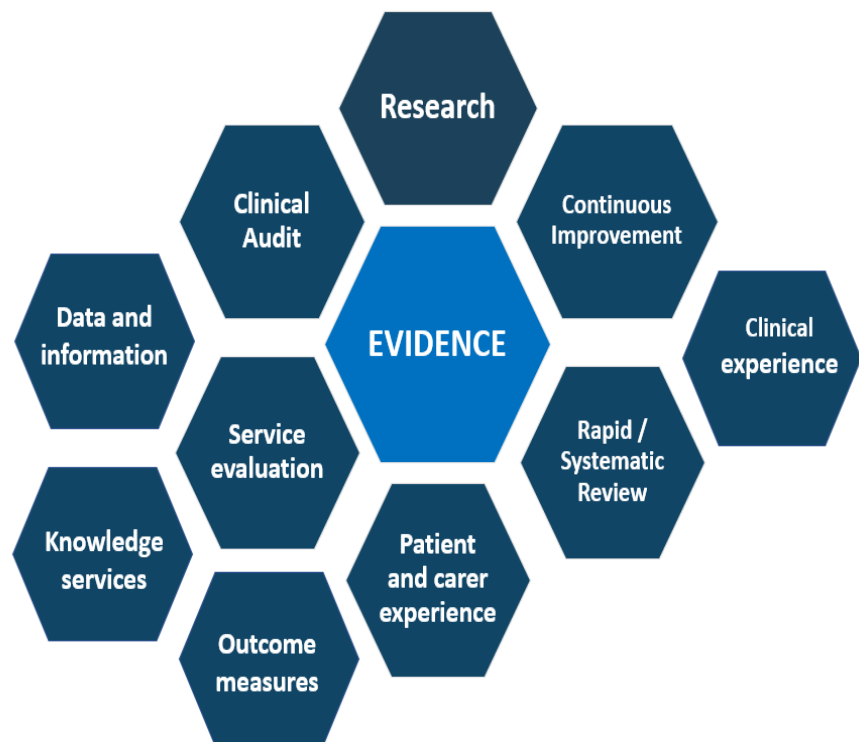 Research
Clinical
Audit
Continuous
Improvement
Data and
information
EVIDENCE
Clinical
experience
Service
evaluation
Rapid /
Systematic
Review
Knowledge
services
Patient
and carer
experience
Outcome
measures